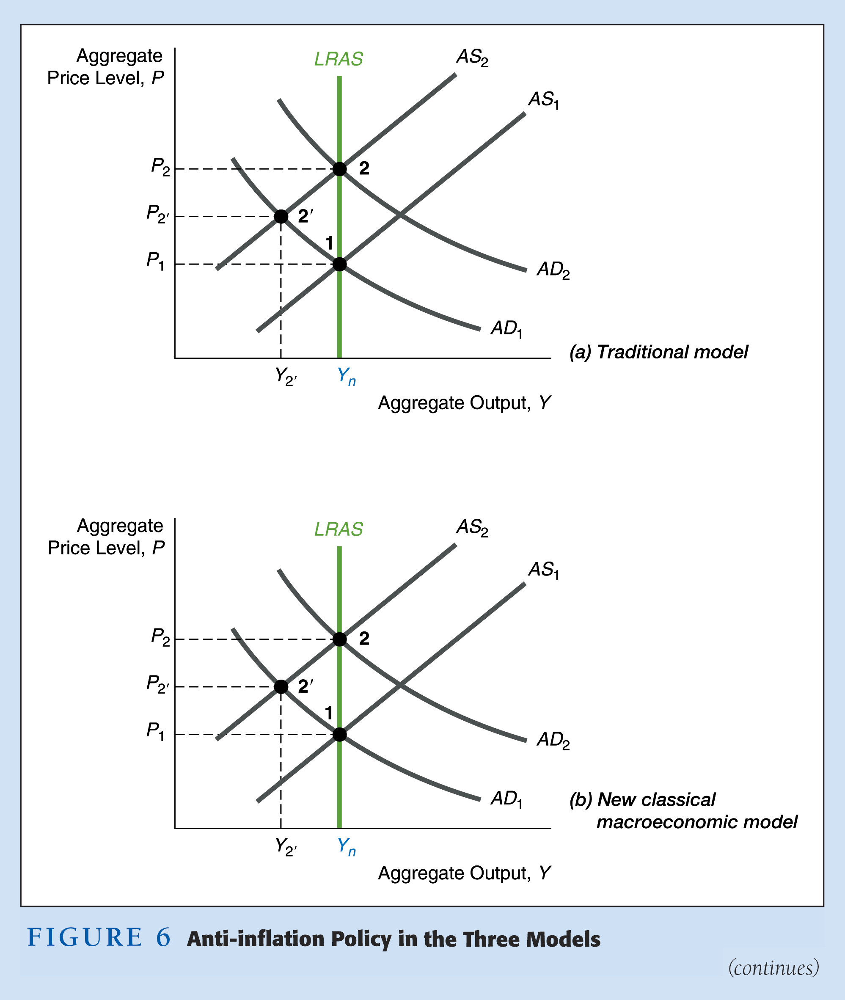 Aggregate
Price Level, P
LRAS
AS2
AS1
P2
2
P2′
2′
1
P1
AD2
AD1
(a) Traditional model
Y2′
Yn
Aggregate Output, Y
Aggregate
Price Level, P
LRAS
AS2
AS1
P2
2
P2′
2′
1
P1
AD2
AD1
(b) New classical
macroeconomic model
Y2′
Yn
Aggregate Output, Y
FIGURE 6 Anti-inflation Policy in the Three Models
(continues)